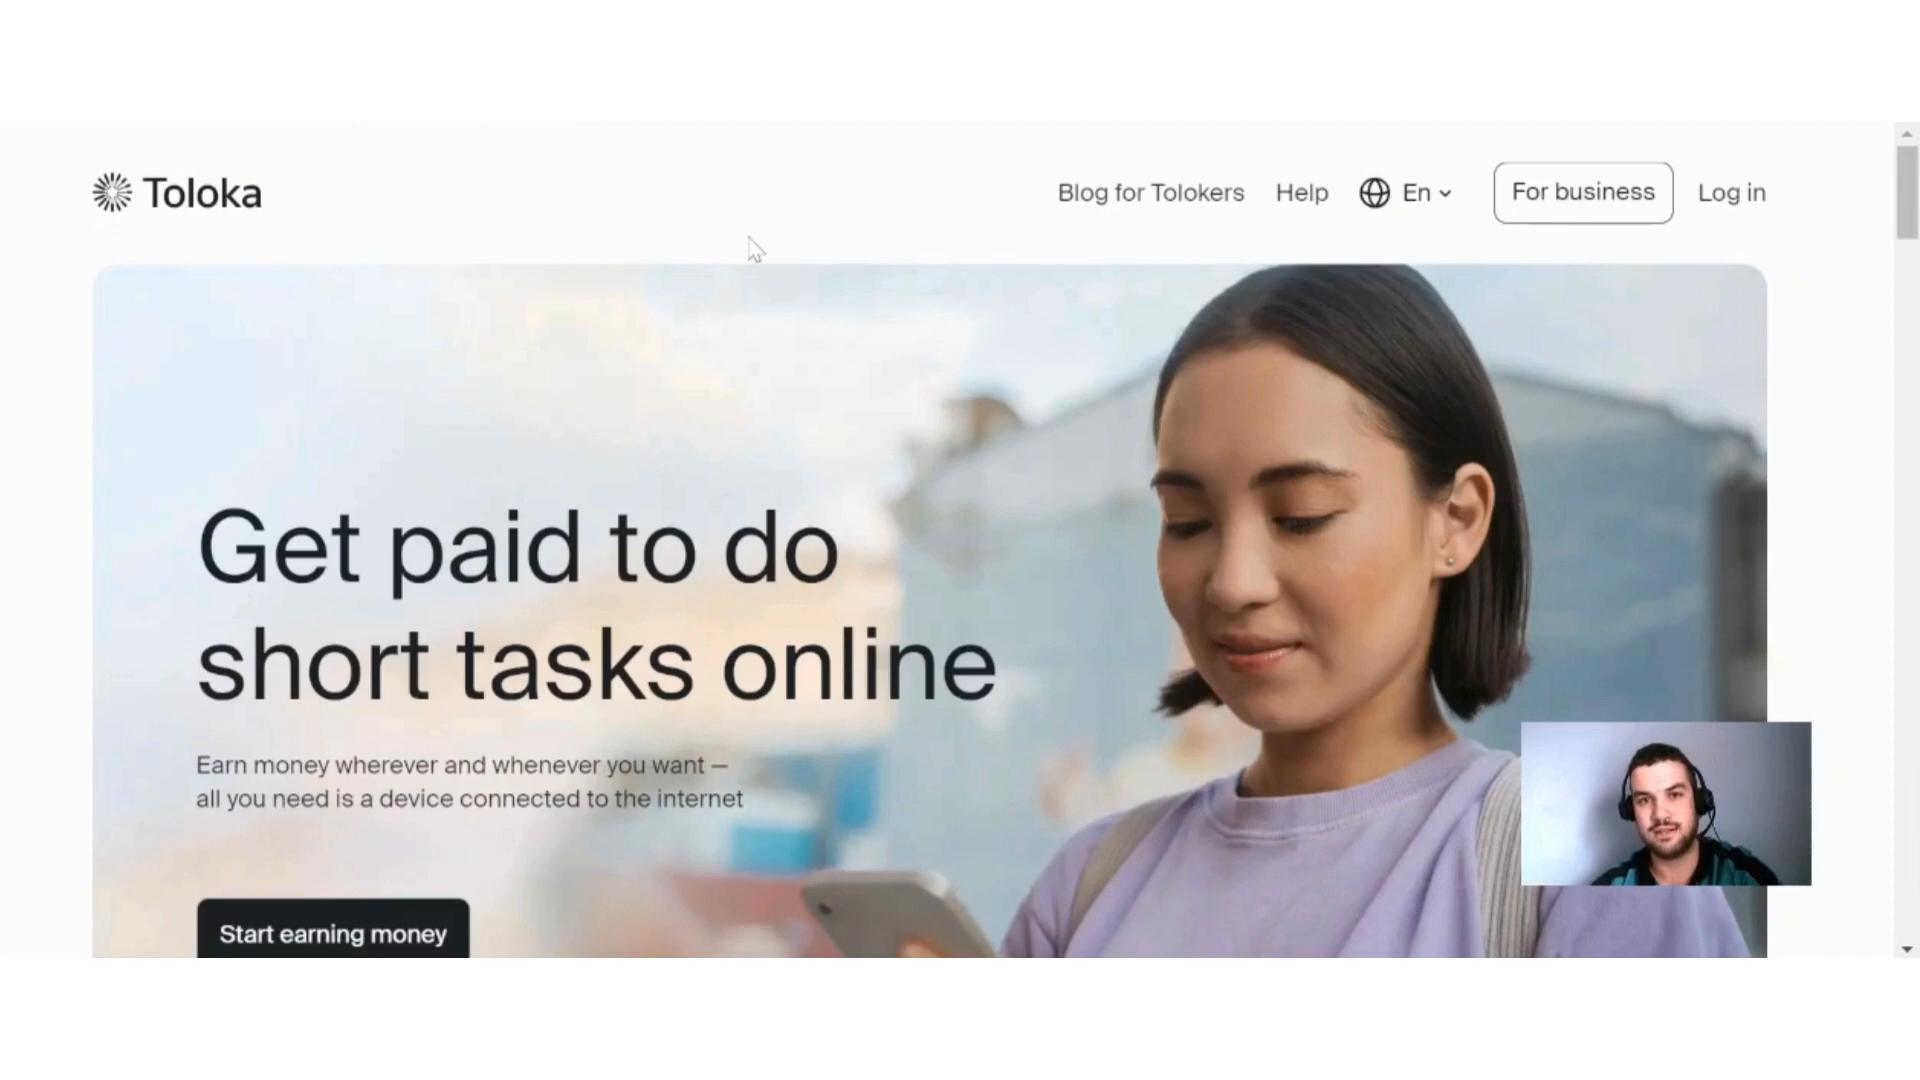 Toloka
Blog for Tolokers
Help
En
For business
Log in
Get paid to do
short tasks online
Earn money wherever and whenever you want —
all you need is a device connected to the internet
Start earning money